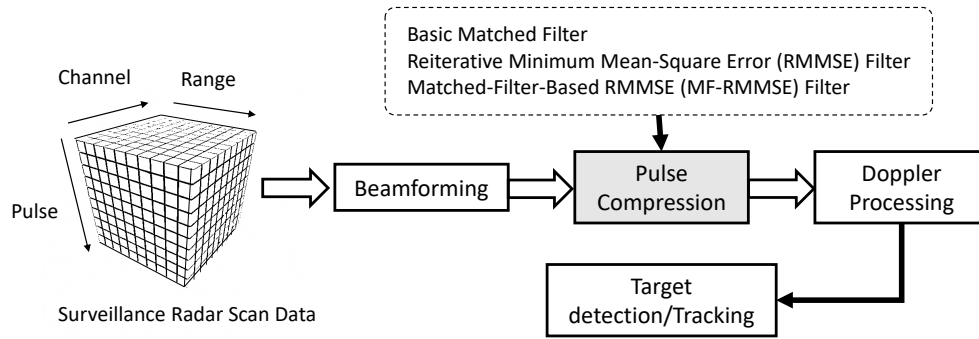 Basic Matched Filter
Reiterative Minimum Mean-Square Error (RMMSE) Filter
Matched-Filter-Based RMMSE (MF-RMMSE) Filter
Channel
Range
Pulse
Surveillance Radar Scan Data
Beamforming
Pulse
Compression
Doppler
Processing
Target
detection/Tracking